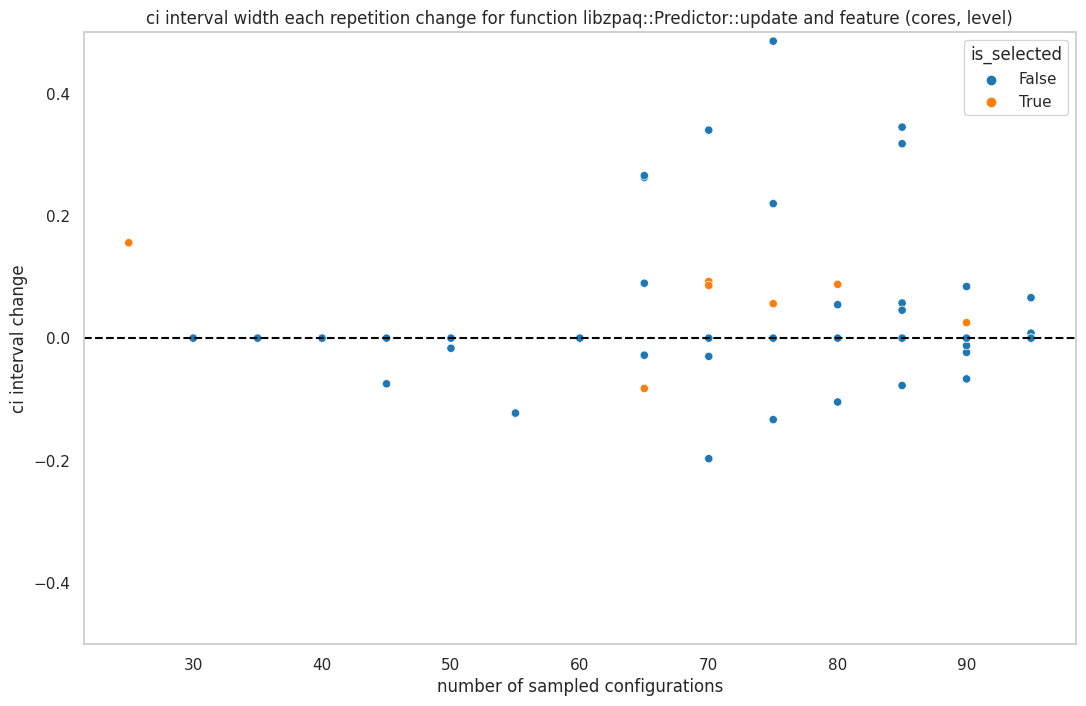 ci interval width each repetition change for function libzpaq::Predictor::update and feature (cores, level)
is_selected
False
True
0.4
0.2
0.0
−0.2
−0.4
ci interval change
30
40
50
60
70
80
90
number of sampled configurations